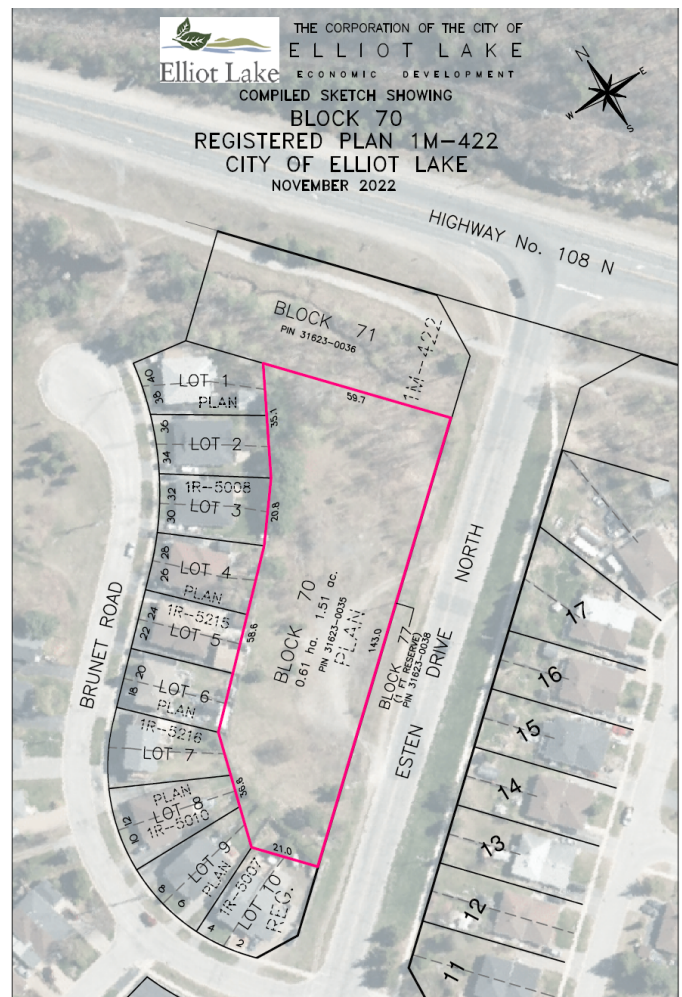 Elliot Lake
THE CORPORATION OF THE CITY OF
ELLIOT LAKE
ECONOMIC DEVELOPMENT
COMPILED SKETCH SHOWING
BLOCK 70
REGISTERED PLAN 1M-422
CITY OF ELLIOT LAKE
NOVEMBER 2022
N
E
W
S
HIGHWAY No. 108 N
BLOCK 71
PIN 31623-0036
1M-422
59.7
40
38
LOT 1
PLAN
35.1
36
34
LOT 2
32
30
1R-5008
LOT 3
20.8
28
26
LOT 4
PLAN
24
22
1R-5215
LOT 5
58.6
20
18
LOT 6
PLAN
1R-5216
LOT 7
36.8
PLAN
LOT 8
1R-5010
12
10
LOT 9
PLAN
8
6
1R-5007
LOT 10
REG.
4
2
21.0
BRUNET ROAD
BLOCK 70
0.61 ha. 1.51 ac.
PIN 31623-0035
PLAN
143.0
BLOCK 77
(1 FT RESERVE)
PIN 31623-0038
ESTEN DRIVE NORTH
17
16
15
14
13
12
11